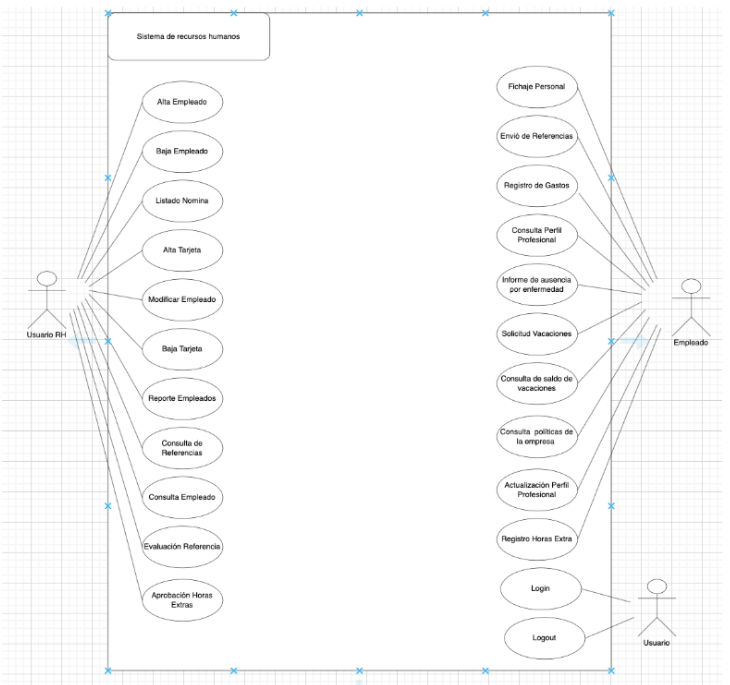 Sistema de recursos humanos
Alta Empleado
Baja Empleado
Listado Nomina
Alta Tarjeta
Modificar Empleado
Baja Tarjeta
Reporte Empleados
Consulta de
Referencias
Consulta Empleado
Evaluación Referencia
Aprobación Horas
Extras
Usuario RH
Fichaje Personal
Envió de Referencias
Registro de Gastos
Consulta Perfil
Profesional
Informe de ausencia
por enfermedad
Solicitud Vacaciones
Consulta de saldo de
vacaciones
Consulta políticas de
la empresa
Actualización Perfil
Profesional
Registro Horas Extra
Empleado
Login
Logout
Usuario